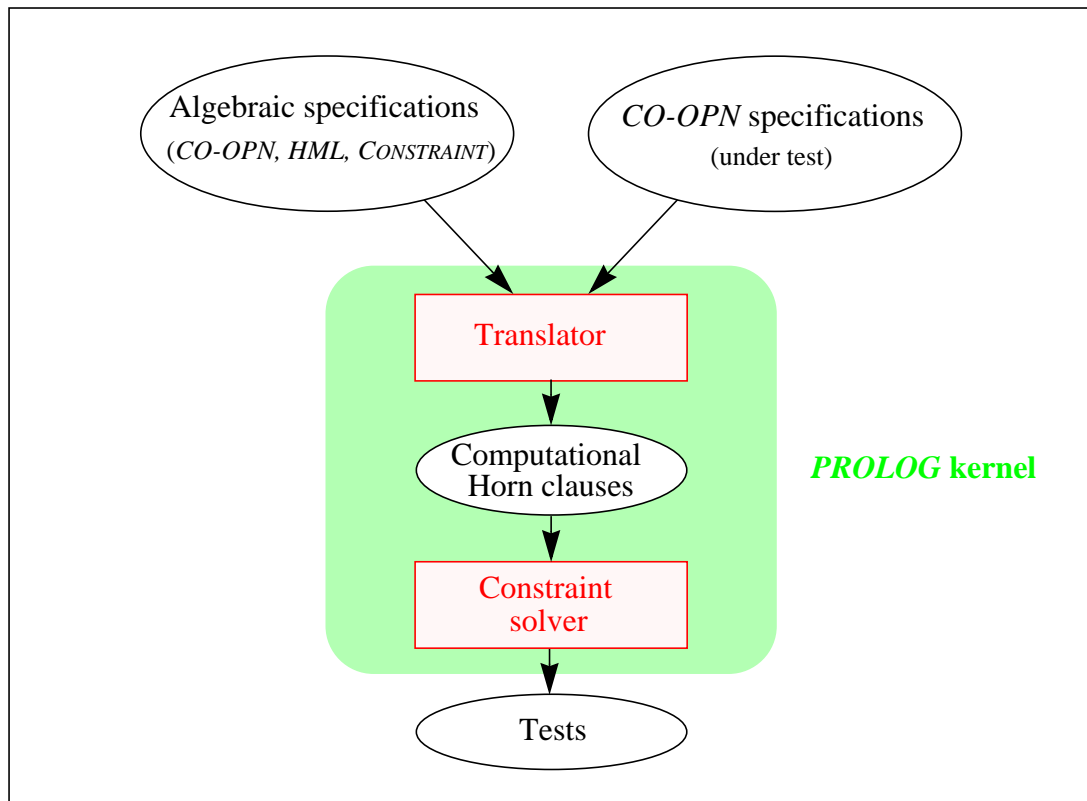 Algebraic specifications
(CO-OPN, HML, CONSTRAINT)
CO-OPN specifications
(under test)
Translator
Computational
Horn clauses
PROLOG kernel
Constraint
solver
Tests